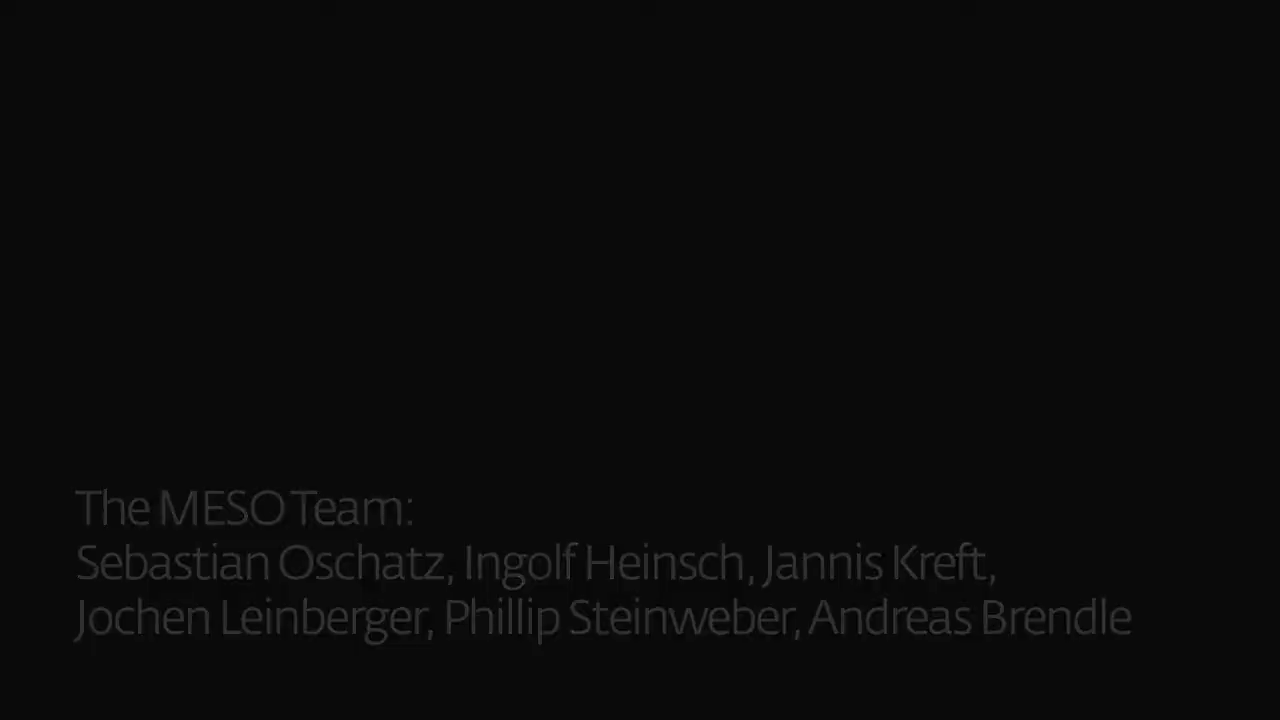 The MESO Team:
Sebastian Oschatz, Ingolf Heinsch, Jannis Kreft,
Jochen Leinberger, Phillip Steinweber, Andreas Brendle